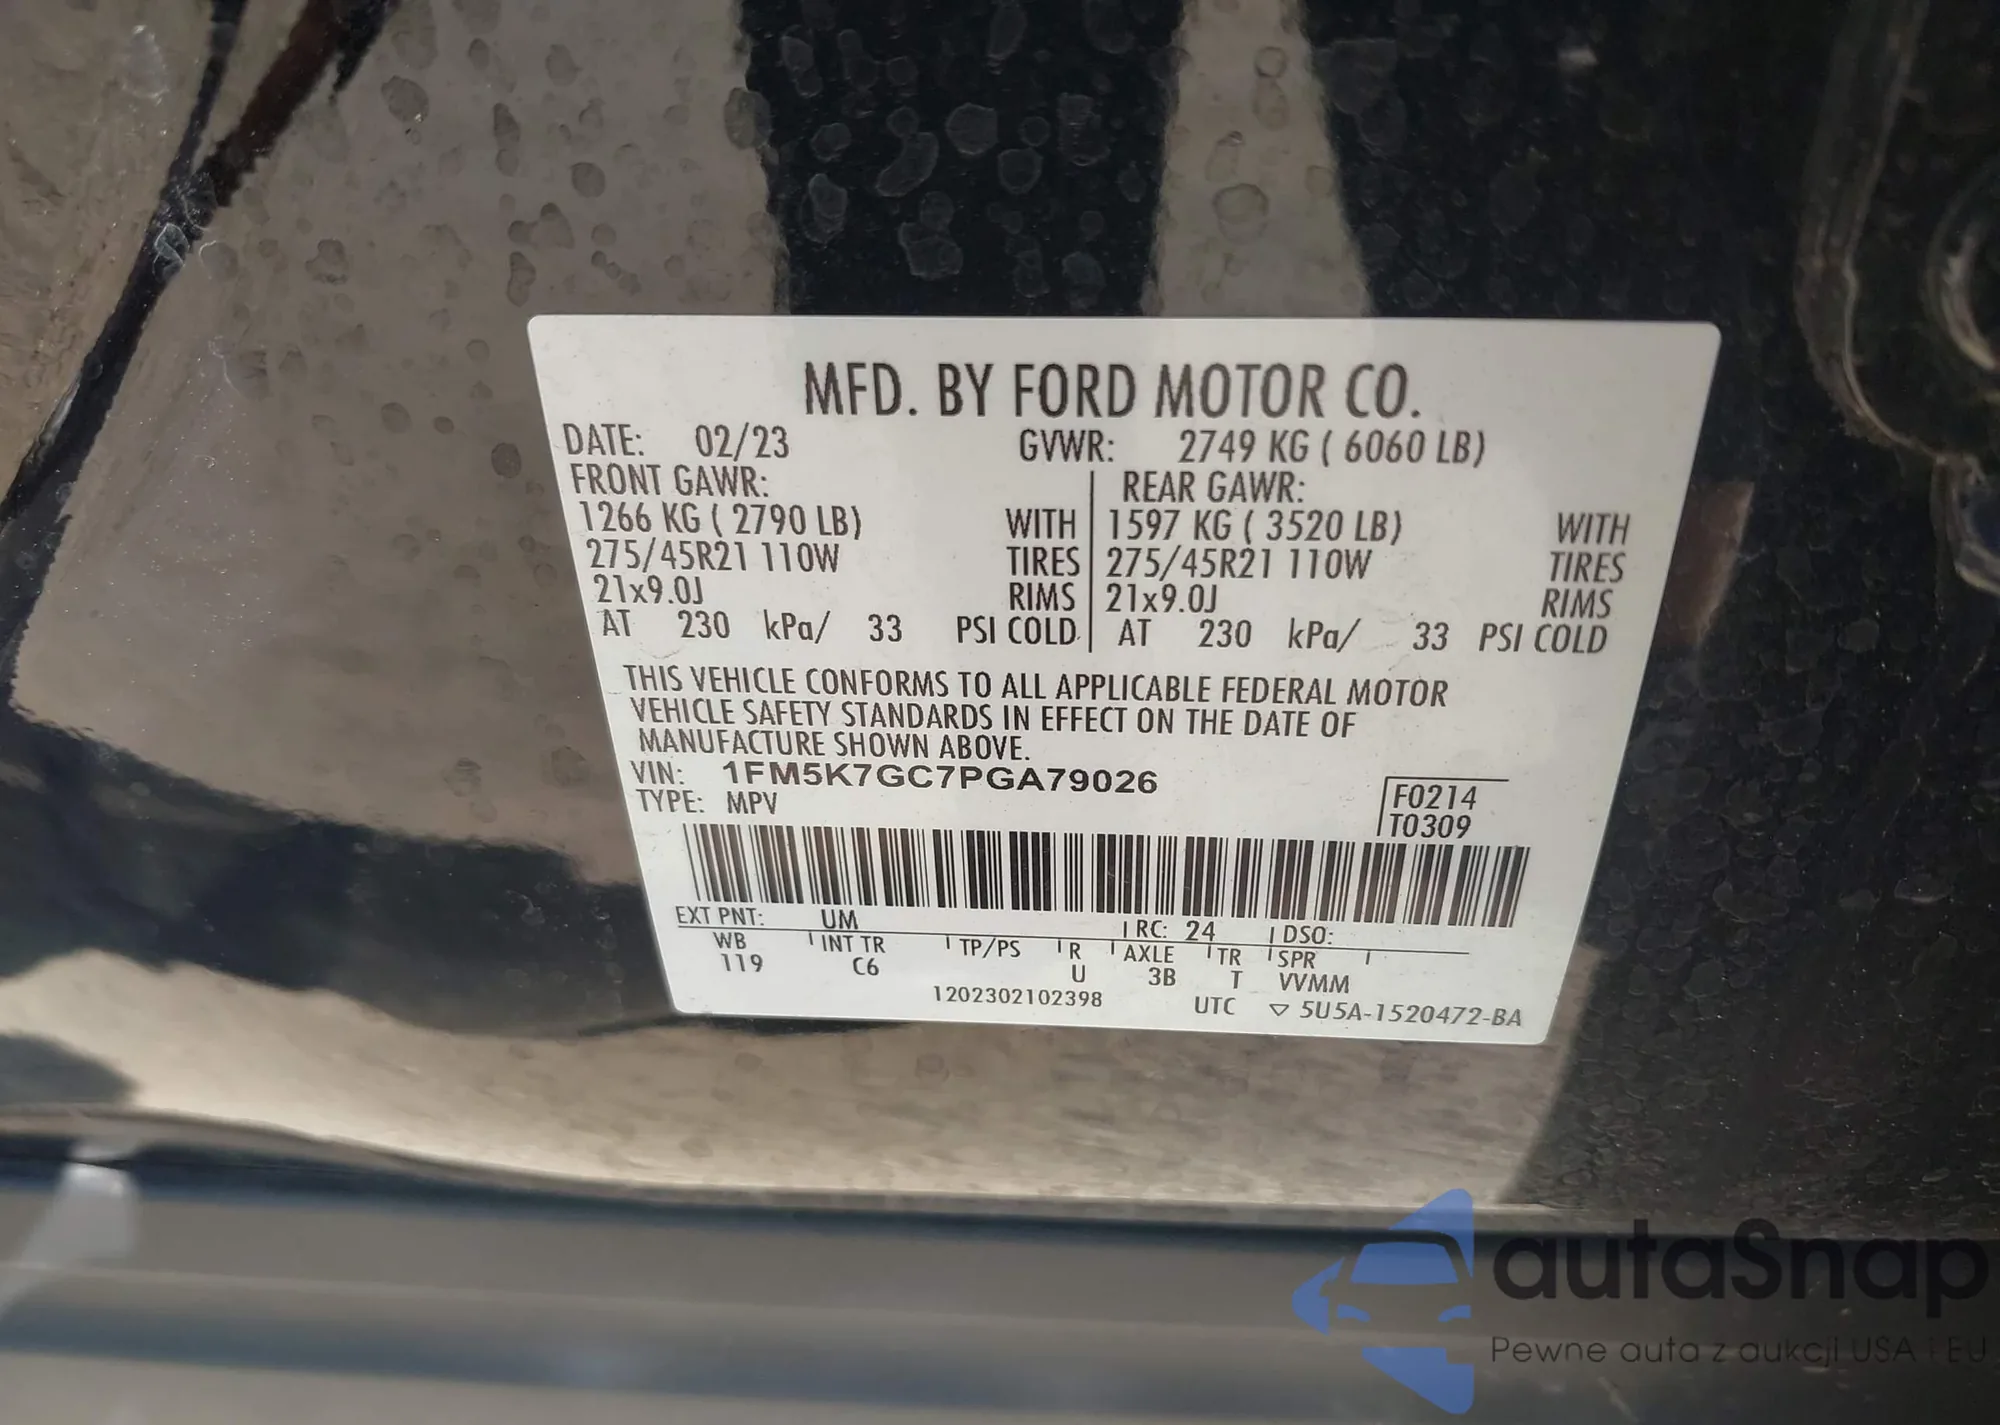 MFD. BY FORD MOTOR CO.
DATE: 02/23 GVWR: 2749 KG ( 6060 LB)
FRONT GAWR: REAR GAWR:
1266 KG ( 2790 LB) WITH 1597 KG ( 3520 LB) WITH
275/45R21 110W TIRES 275/45R21 110W TIRES
21x9.0J RIMS 21x9.0J RIMS
AT 230 kPa/ 33 PSI COLD AT 230 kPa/ 33 PSI COLD
THIS VEHICLE CONFORMS TO ALL APPLICABLE FEDERAL MOTOR
VEHICLE SAFETY STANDARDS IN EFFECT ON THE DATE OF
MANUFACTURE SHOWN ABOVE.
VIN: 1FM5K7GC7PGA79026
TYPE: MPV
F0214
T0309
EXT PNT: UM RC: 24 DSO:
WB INT TR TP/PS R AXLE TR SPR
119 C6 U 3B T VVMM
1202302102398 UTC ▽ 5U5A-1520472-BA
autaSnap
Pewne auta z aukcji USA i EU